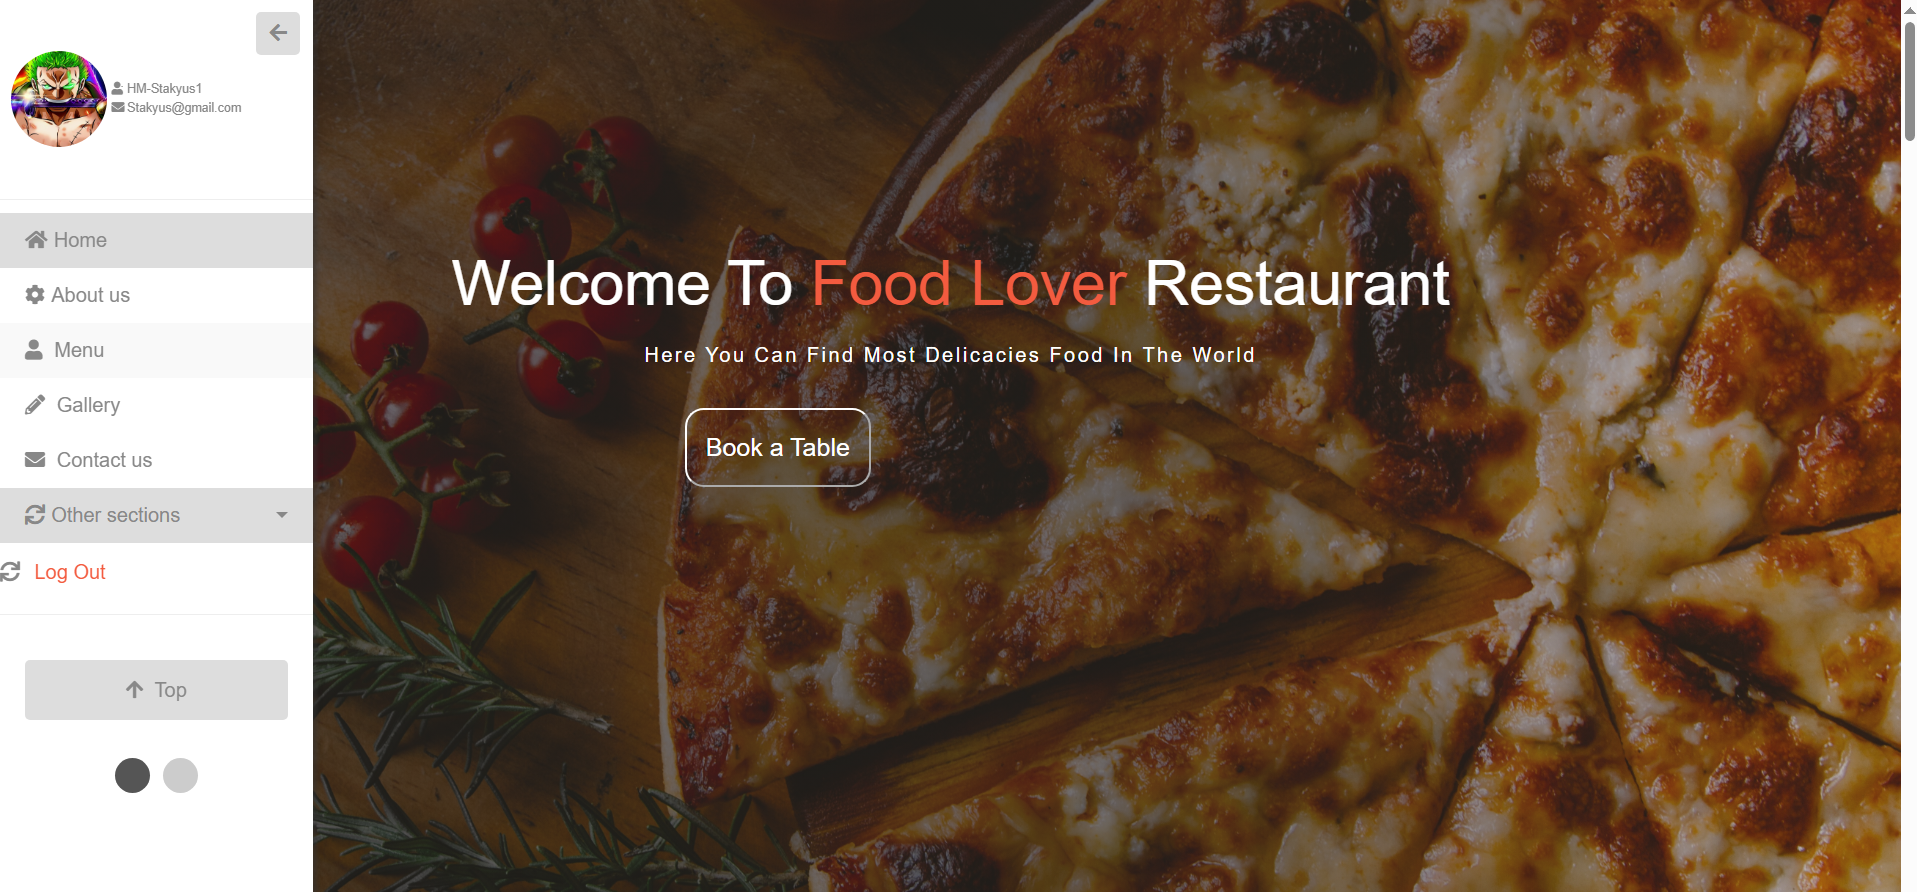 HM-Stakyus1
Stakyus@gmail.com
Home
About us
Menu
Gallery
Contact us
Other sections
Log Out
Top
Welcome To Food Lover Restaurant
Here You Can Find Most Delicacies Food In The World
Book a Table